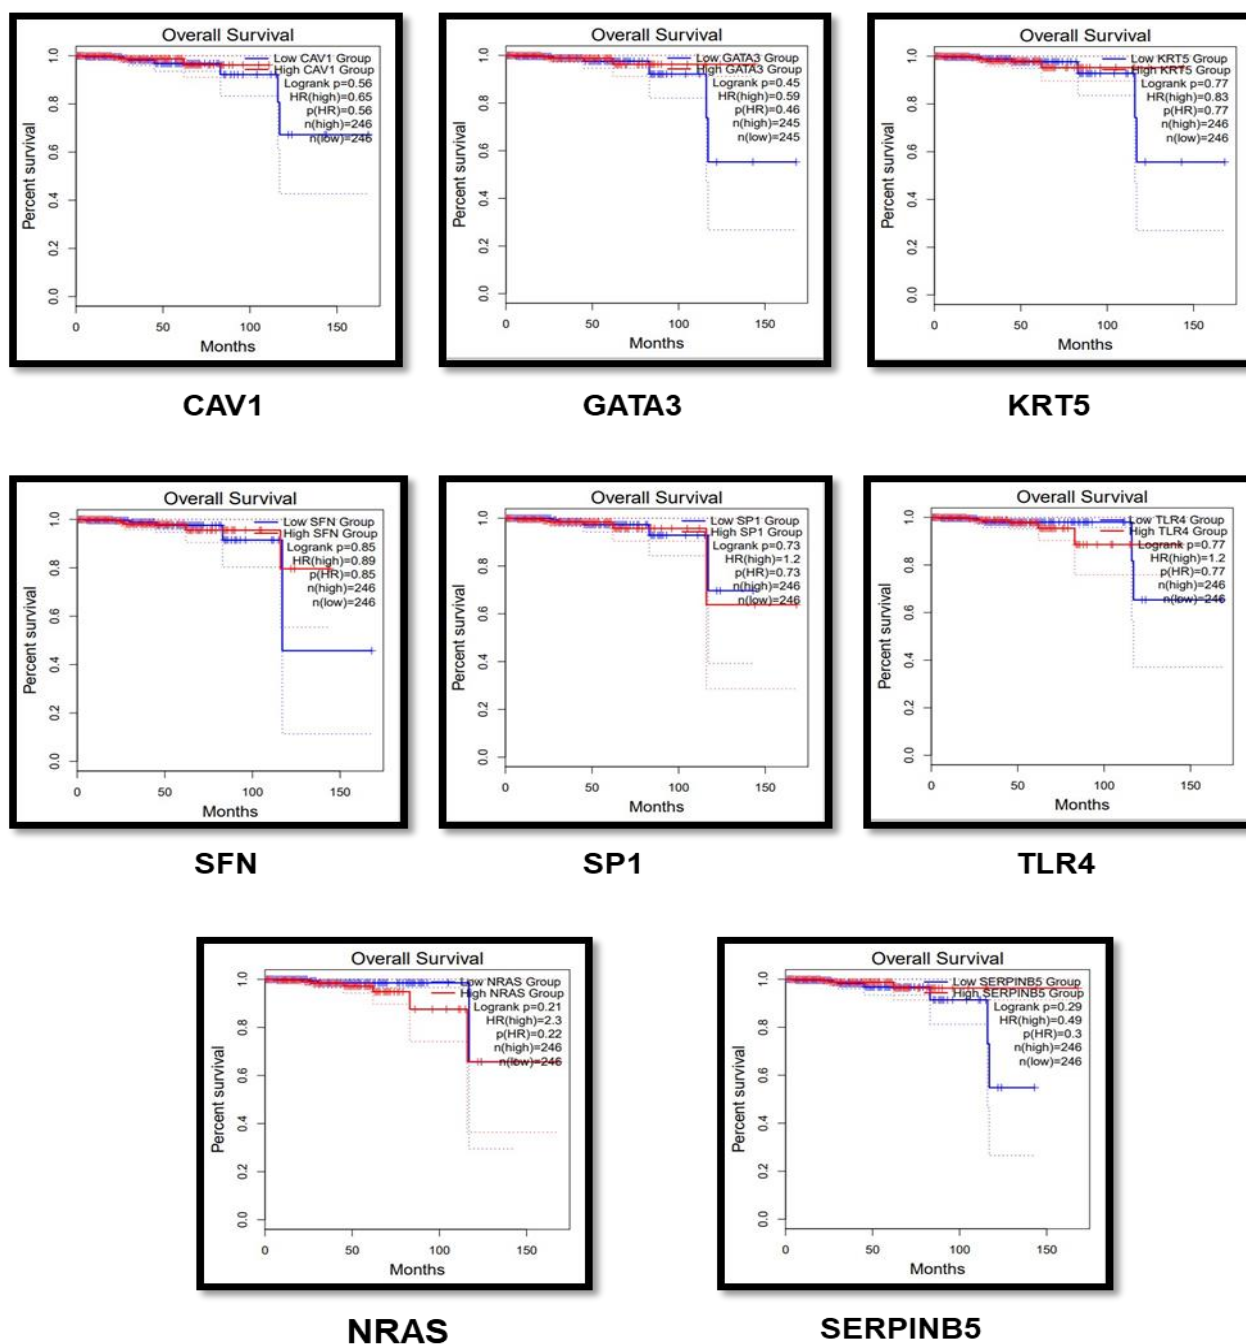 Overall Survival
Low CAV1 Group
High CAV1 Group
Logrank p=0.56
HR(high)=0.65
p(HR)=0.56
n(high)=246
n(low)=246
Percent survival
0.0 0.2 0.4 0.6 0.8 1.0
0 50 100 150
Months
CAV1
Overall Survival
Low GATA3 Group
High GATA3 Group
Logrank p=0.45
HR(high)=0.59
p(HR)=0.46
n(high)=245
n(low)=245
Percent survival
0.0 0.2 0.4 0.6 0.8 1.0
0 50 100 150
Months
GATA3
Overall Survival
Low KRT5 Group
High KRT5 Group
Logrank p=0.77
HR(high)=0.83
p(HR)=0.77
n(high)=246
n(low)=246
Percent survival
0.0 0.2 0.4 0.6 0.8 1.0
0 50 100 150
Months
KRT5
Overall Survival
Low SFN Group
High SFN Group
Logrank p=0.85
HR(high)=0.89
p(HR)=0.85
n(high)=246
n(low)=246
Percent survival
0.0 0.2 0.4 0.6 0.8 1.0
0 50 100 150
Months
SFN
Overall Survival
Low SP1 Group
High SP1 Group
Logrank p=0.73
HR(high)=1.2
p(HR)=0.73
n(high)=246
n(low)=246
Percent survival
0.0 0.2 0.4 0.6 0.8 1.0
0 50 100 150
Months
SP1
Overall Survival
Low TLR4 Group
High TLR4 Group
Logrank p=0.77
HR(high)=1.2
p(HR)=0.77
n(high)=246
n(low)=246
Percent survival
0.0 0.2 0.4 0.6 0.8 1.0
0 50 100 150
Months
TLR4
Overall Survival
Low NRAS Group
High NRAS Group
Logrank p=0.21
HR(high)=2.3
p(HR)=0.22
n(high)=246
n(low)=246
Percent survival
0.0 0.2 0.4 0.6 0.8 1.0
0 50 100 150
Months
NRAS
Overall Survival
Low SERPINB5 Group
High SERPINB5 Group
Logrank p=0.29
HR(high)=0.49
p(HR)=0.3
n(high)=246
n(low)=246
Percent survival
0.0 0.2 0.4 0.6 0.8 1.0
0 50 100 150
Months
SERPINB5